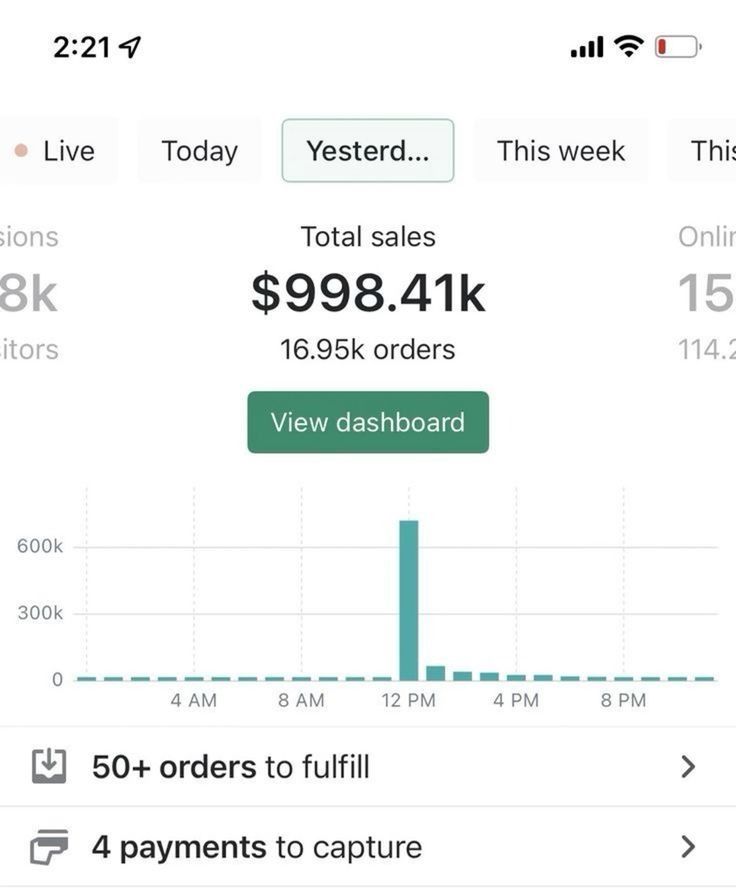 2:21
Live Today Yesterd... This week This
sions Total sales Onlin
8k $998.41k 15
itors 16.95k orders 114.2
View dashboard
600k
300k
0
4 AM 8 AM 12 PM 4 PM 8 PM
50+ orders to fulfill
4 payments to capture